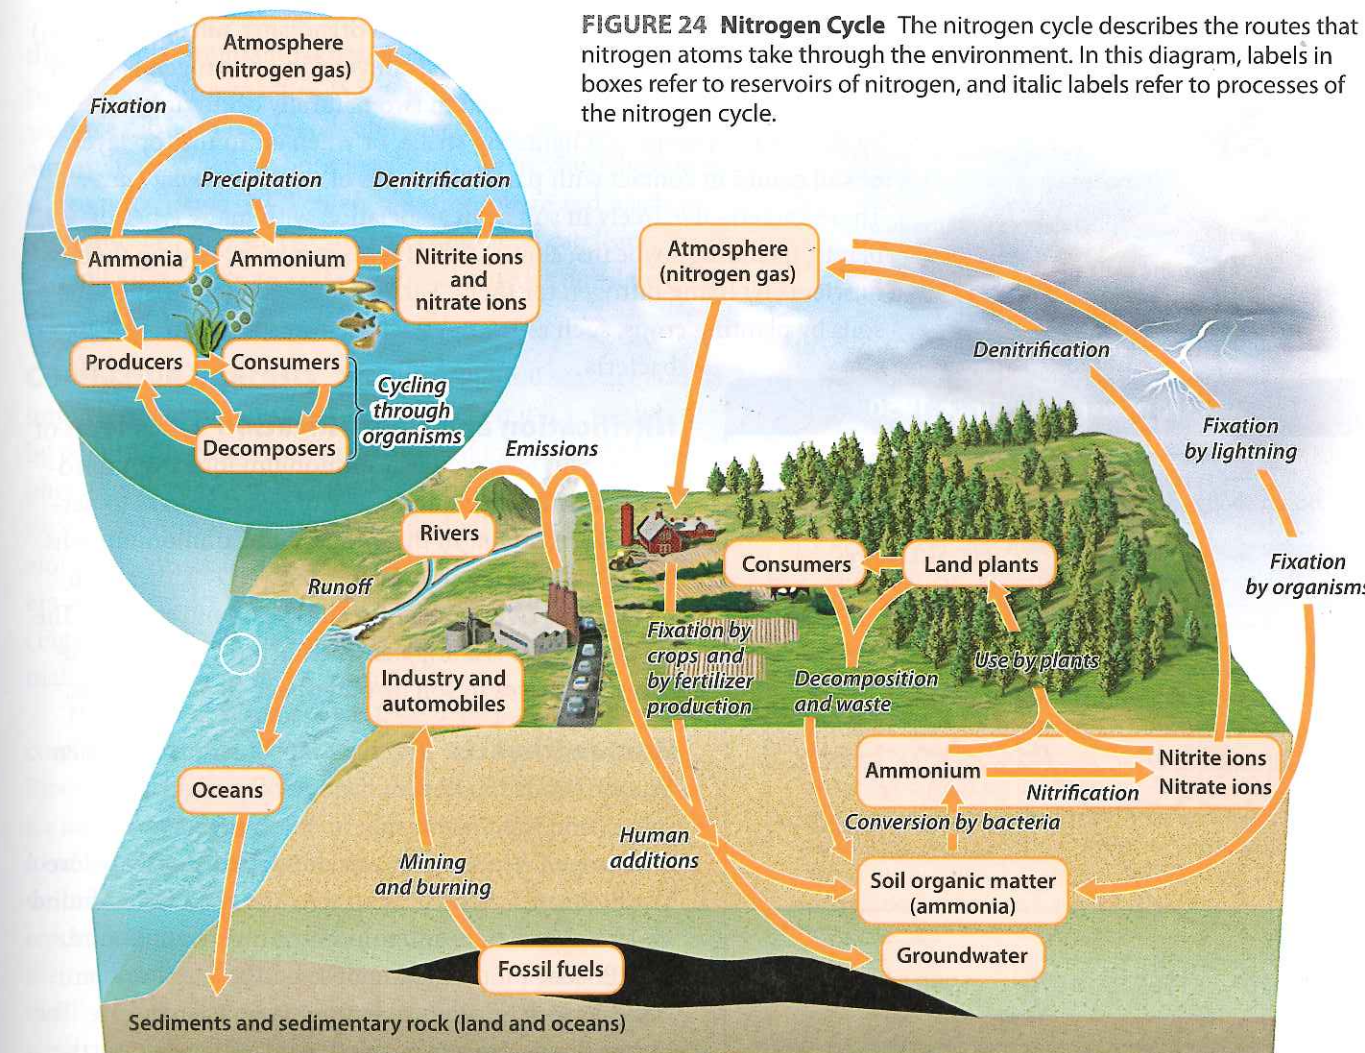 FIGURE 24 Nitrogen Cycle The nitrogen cycle describes the routes that
nitrogen atoms take through the environment. In this diagram, labels in
boxes refer to reservoirs of nitrogen, and italic labels refer to processes of
the nitrogen cycle.
Atmosphere
(nitrogen gas)
Fixation
Precipitation
Denitrification
Ammonia
Ammonium
Nitrite ions
and
nitrate ions
Producers
Consumers
Decomposers
Cycling
through
organisms
Atmosphere
(nitrogen gas)
Denitrification
Fixation
by lightning
Fixation
by organisms
Emissions
Rivers
Runoff
Consumers
Land plants
Fixation by
crops and
by fertilizer
production
Decomposition
and waste
Use by plants
Industry and
automobiles
Oceans
Ammonium
Nitrification
Nitrite ions
Nitrate ions
Conversion by bacteria
Human
additions
Mining
and burning
Soil organic matter
(ammonia)
Groundwater
Fossil fuels
Sediments and sedimentary rock (land and oceans)